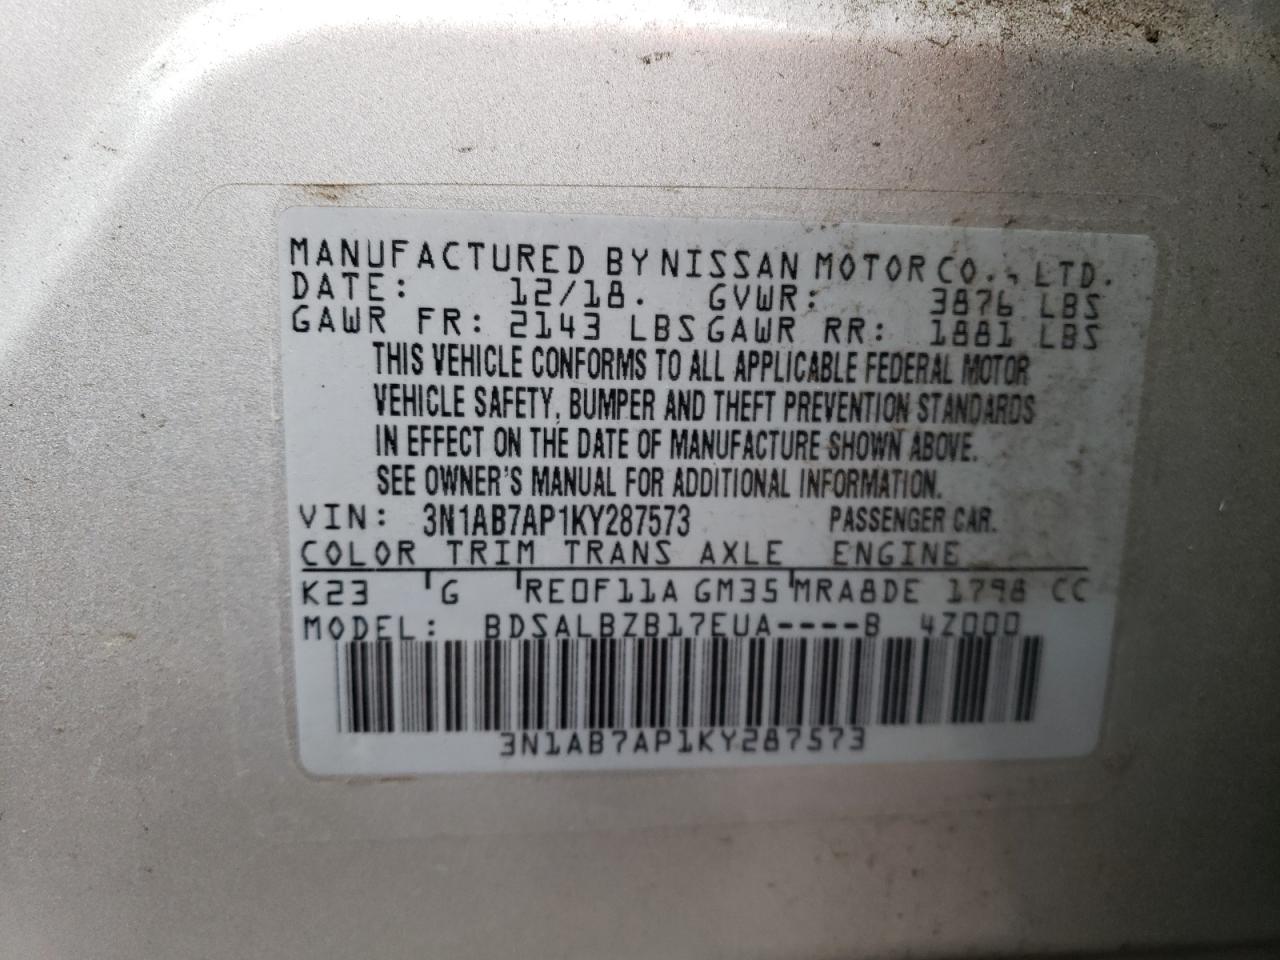 MANUFACTURED BY NISSAN MOTOR CO., LTD.
DATE: 12/18. GVWR: 3876 LBS
GAWR FR: 2143 LBS GAWR RR: 1881 LBS
THIS VEHICLE CONFORMS TO ALL APPLICABLE FEDERAL MOTOR
VEHICLE SAFETY, BUMPER AND THEFT PREVENTION STANDARDS
IN EFFECT ON THE DATE OF MANUFACTURE SHOWN ABOVE.
SEE OWNER'S MANUAL FOR ADDITIONAL INFORMATION.
VIN: 3N1AB7AP1KY287573 PASSENGER CAR.
COLOR TRIM TRANS AXLE ENGINE
K23 G RE0F11A GM35 MRA8DE 1798 CC
MODEL: BDSALBZB17EUA----B 4Z000
3N1AB7AP1KY287573